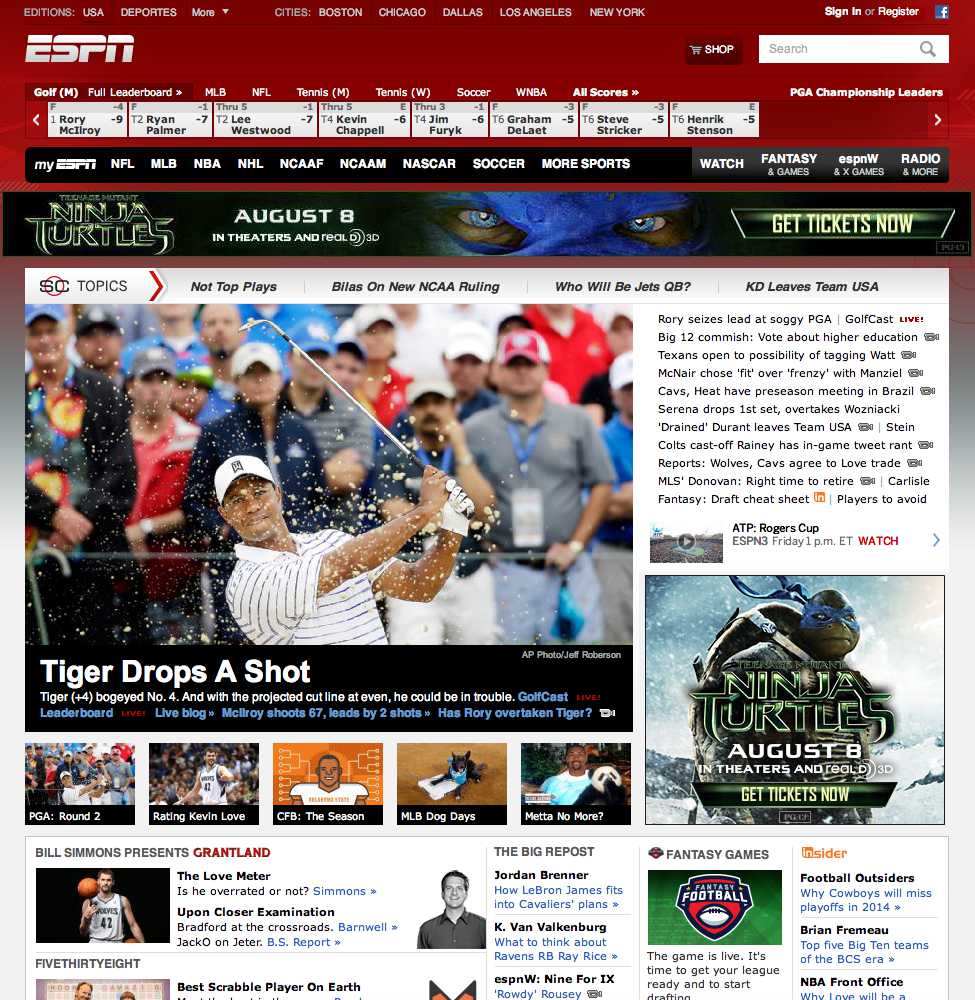 EDITIONS: USA DEPORTES More CITIES: BOSTON CHICAGO DALLAS LOS ANGELES NEW YORK Sign In or Register
ESPN SHOP Search
Golf (M) Full Leaderboard » MLB NFL Tennis (M) Tennis (W) Soccer WNBA All Scores » PGA Championship Leaders
F -4 F -1 Thru 5 -1 Thru 5 E Thru 3 -1 F -3 F -3 F E
1 Rory McIlroy -9 T2 Ryan Palmer -7 T2 Lee Westwood -7 T4 Kevin Chappell -6 T4 Jim Furyk -6 T6 Graham DeLaet -5 T6 Steve Stricker -5 T6 Henrik Stenson -5
my ESPN NFL MLB NBA NHL NCAAF NCAAM NASCAR SOCCER MORE SPORTS WATCH FANTASY & GAMES espnW & X GAMES RADIO & MORE
TEENAGE MUTANT
NINJA
TURTLES
AUGUST 8
IN THEATERS AND REAL D 3D
GET TICKETS NOW
PG-13
SC TOPICS Not Top Plays Bilas On New NCAA Ruling Who Will Be Jets QB? KD Leaves Team USA
Rory seizes lead at soggy PGA | GolfCast LIVE!
Big 12 commish: Vote about higher education
Texans open to possibility of tagging Watt
McNair chose 'fit' over 'frenzy' with Manziel
Cavs, Heat have preseason meeting in Brazil
Serena drops 1st set, overtakes Wozniacki
'Drained' Durant leaves Team USA | Stein
Colts cast-off Rainey has in-game tweet rant
Reports: Wolves, Cavs agree to Love trade
MLS' Donovan: Right time to retire | Carlisle
Fantasy: Draft cheat sheet in | Players to avoid
ATP: Rogers Cup
ESPN3 Friday 1 p.m. ET WATCH
AP Photo/Jeff Roberson
Tiger Drops A Shot
Tiger (+4) bogeyed No. 4. And with the projected cut line at even, he could be in trouble. GolfCast LIVE!
Leaderboard LIVE! Live blog » McIlroy shoots 67, leads by 2 shots » Has Rory overtaken Tiger?
TEENAGE MUTANT
NINJA
TURTLES
AUGUST 8
IN THEATERS AND REAL D 3D
GET TICKETS NOW
PG-13
WOLVES
42
OKLAHOMA STATE
PGA: Round 2 Rating Kevin Love CFB: The Season MLB Dog Days Metta No More?
BILL SIMMONS PRESENTS GRANTLAND
WOLVES
42
The Love Meter
Is he overrated or not? Simmons »
Upon Closer Examination
Bradford at the crossroads. Barnwell »
JackO on Jeter. B.S. Report »
FIVETHIRTYEIGHT
Best Scrabble Player On Earth
THE BIG REPOST
Jordan Brenner
How LeBron James fits
into Cavaliers' plans »
K. Van Valkenburg
What to think about
Ravens RB Ray Rice »
espnW: Nine For IX
'Rowdy' Rousey
FANTASY GAMES
FANTASY
FOOTBALL
The game is live. It's
time to get your league
ready and to start
drafting.
insider
Football Outsiders
Why Cowboys will miss
playoffs in 2014 »
Brian Fremeau
Top five Big Ten teams
of the BCS era »
NBA Front Office
Why Love will be a